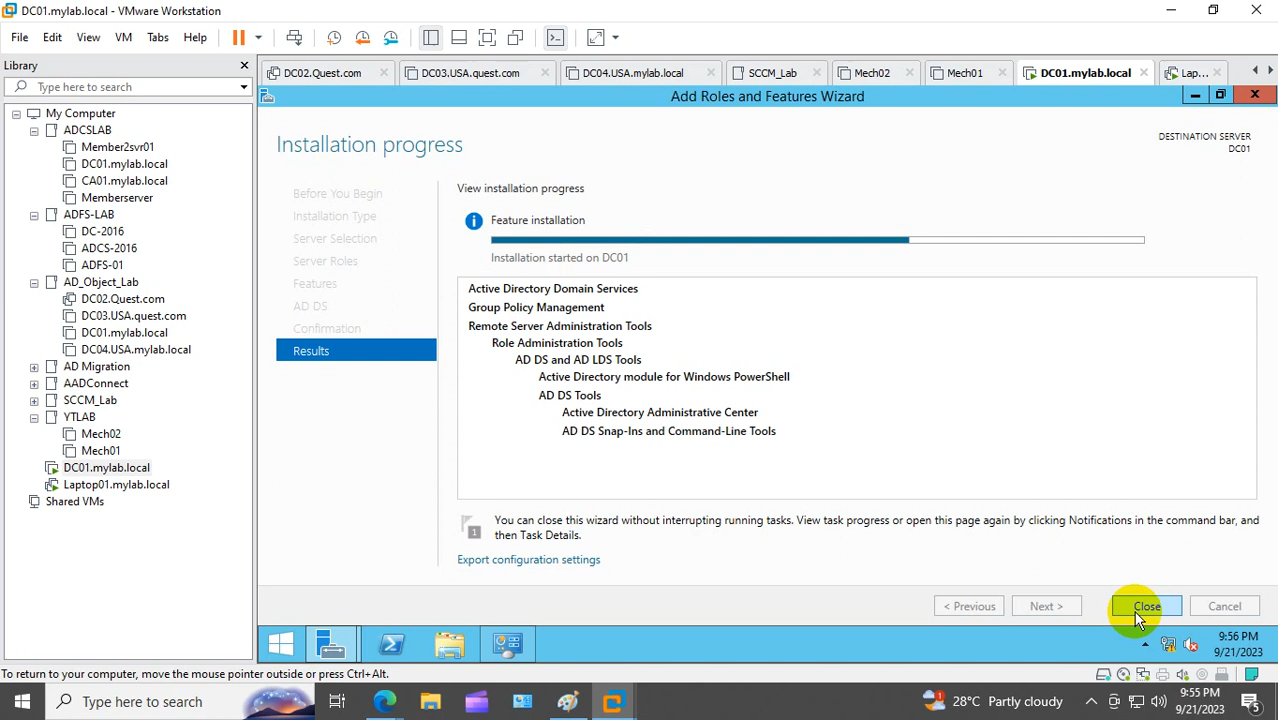 DC01.mylab.local - VMware Workstation
File Edit View VM Tabs Help
Library
Type here to search
My Computer
ADCSLAB
Member2svr01
DC01.mylab.local
CA01.mylab.local
Memberserver
ADFS-LAB
DC-2016
ADCS-2016
ADFS-01
AD_Object_Lab
DC02.Quest.com
DC03.USA.quest.com
DC01.mylab.local
DC04.USA.mylab.local
AD Migration
AADConnect
SCCM_Lab
YTLAB
Mech02
Mech01
DC01.mylab.local
Laptop01.mylab.local
Shared VMs
DC02.Quest.com DC03.USA.quest.com DC04.USA.mylab.local SCCM_Lab Mech02 Mech01 DC01.mylab.local Lap...
Add Roles and Features Wizard
Installation progress
DESTINATION SERVER
DC01
Before You Begin
Installation Type
Server Selection
Server Roles
Features
AD DS
Confirmation
Results
View installation progress
Feature installation
Installation started on DC01
Active Directory Domain Services
Group Policy Management
Remote Server Administration Tools
Role Administration Tools
AD DS and AD LDS Tools
Active Directory module for Windows PowerShell
AD DS Tools
Active Directory Administrative Center
AD DS Snap-Ins and Command-Line Tools
1
You can close this wizard without interrupting running tasks. View task progress or open this page again by clicking Notifications in the command bar, and
then Task Details.
Export configuration settings
< Previous Next > Close Cancel
9:56 PM
9/21/2023
To return to your computer, move the mouse pointer outside or press Ctrl+Alt.
Type here to search
28°C Partly cloudy
9:55 PM
9/21/2023
5